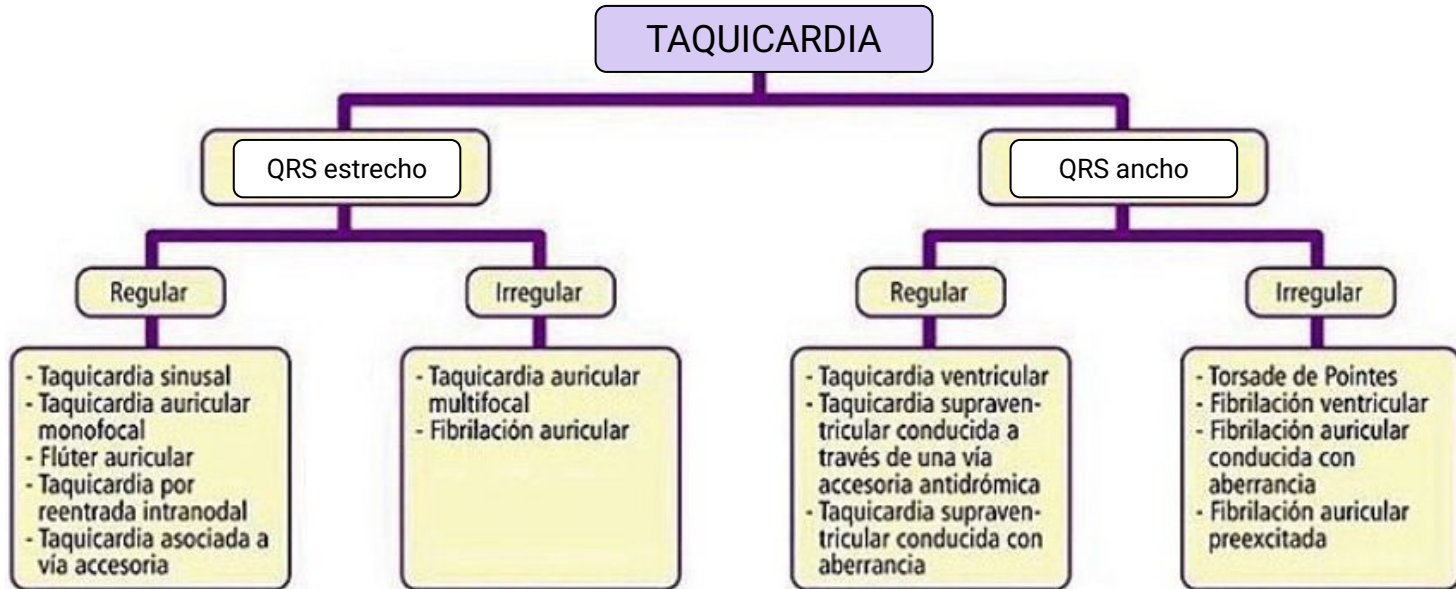 TAQUICARDIA
QRS estrecho
QRS ancho
Regular
Irregular
Regular
Irregular
- Taquicardia sinusal
- Taquicardia auricular
monofocal
- Flúter auricular
- Taquicardia por
reentrada intranodal
- Taquicardia asociada a
vía accesoria
- Taquicardia auricular
multifocal
- Fibrilación auricular
- Taquicardia ventricular
- Taquicardia supraven-
tricular conducida a
través de una vía
accesoria antidrómica
- Taquicardia supraven-
tricular conducida con
aberrancia
- Torsade de Pointes
- Fibrilación ventricular
- Fibrilación auricular
conducida con
aberrancia
- Fibrilación auricular
preexcitada